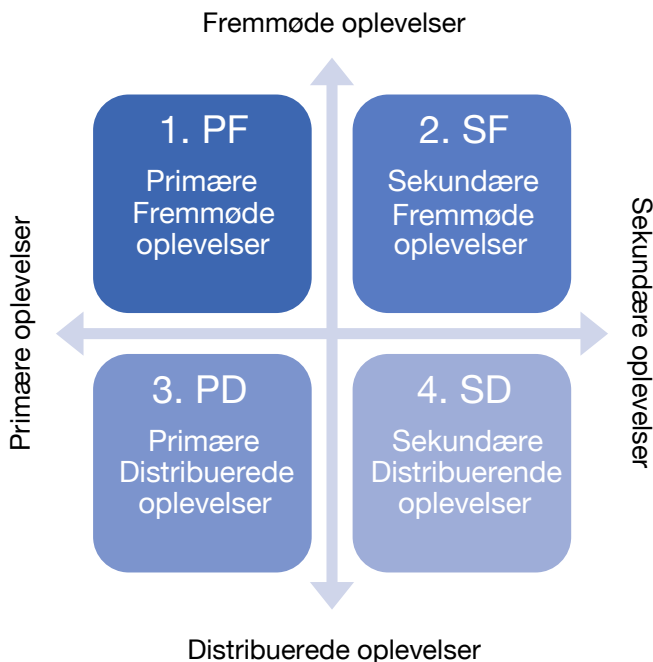 Fremmøde oplevelser
1. PF
Primære
Fremmøde
oplevelser
2. SF
Sekundære
Fremmøde
oplevelser
Primære oplevelser
Sekundære oplevelser
3. PD
Primære
Distribuerede
oplevelser
4. SD
Sekundære
Distribuerende
oplevelser
Distribuerede oplevelser